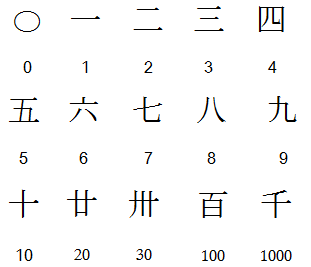 〇 一 二 三 四
0 1 2 3 4
五 六 七 八 九
5 6 7 8 9
十 廿 卅 百 千
10 20 30 100 1000